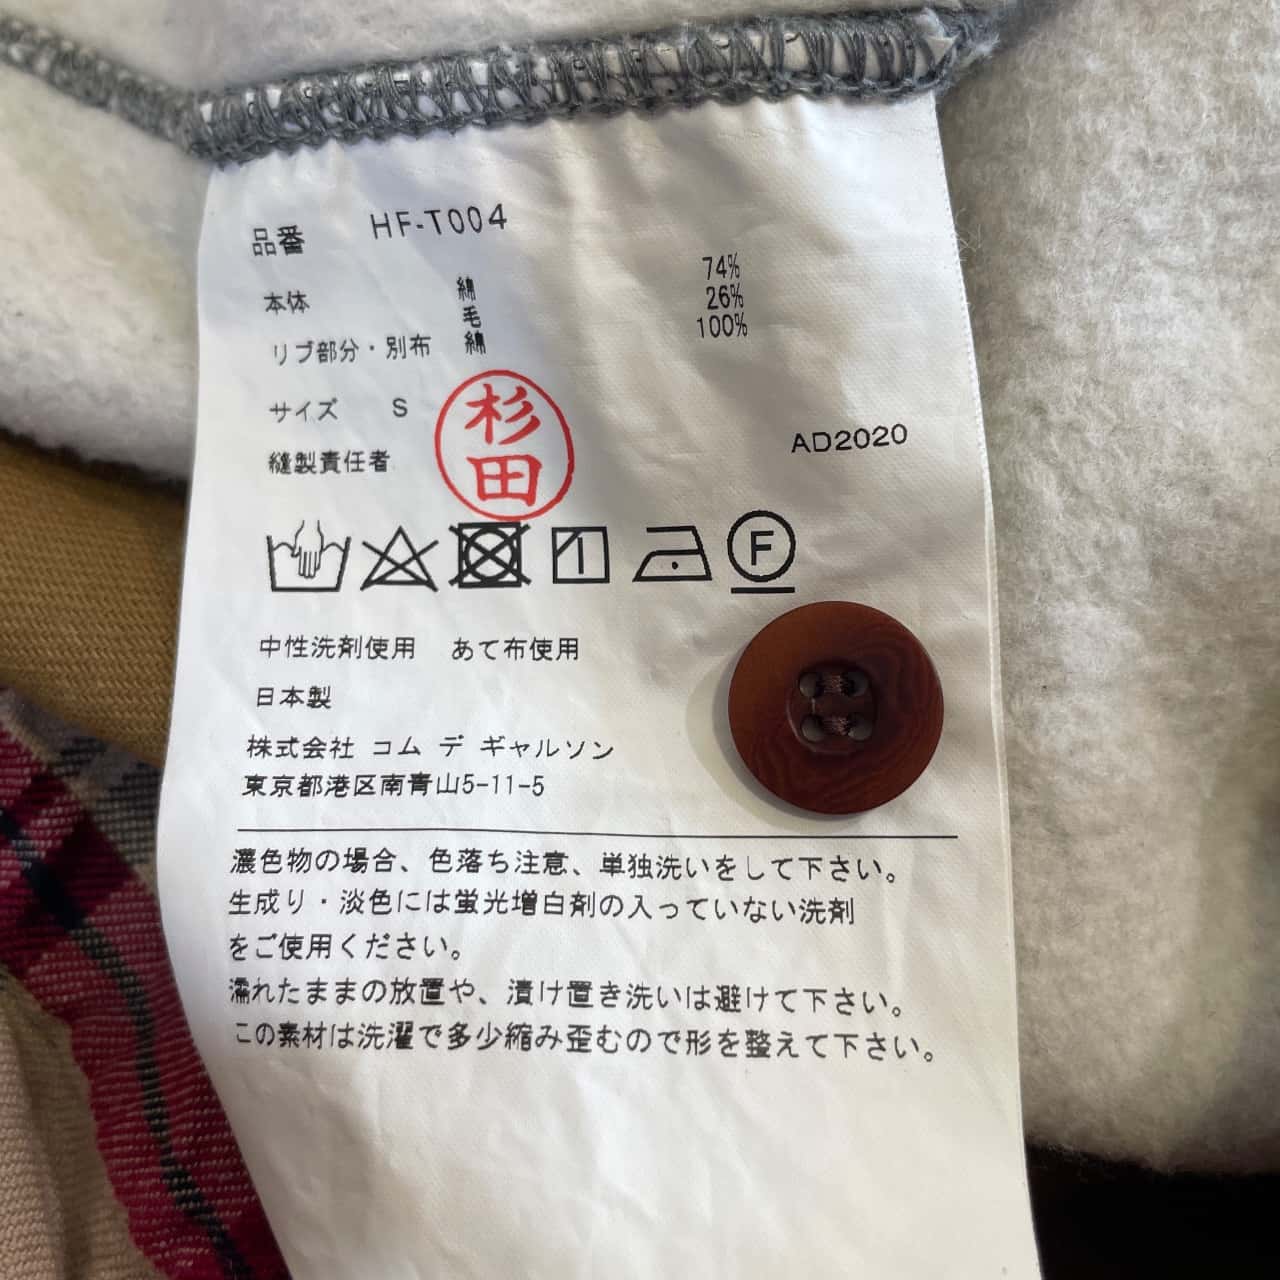 品番 HF-T004
本体 綿 74%
毛 26%
リブ部分・別布 綿 100%
サイズ S
杉田
縫製責任者
AD2020
1
F
中性洗剤使用 あて布使用
日本製
株式会社 コム デ ギャルソン
東京都港区南青山5-11-5
濃色物の場合、色落ち注意、単独洗いをして下さい。
生成り・淡色には蛍光増白剤の入っていない洗剤
をご使用ください。
濡れたままの放置や、漬け置き洗いは避けて下さい。
この素材は洗濯で多少縮み歪むので形を整えて下さい。